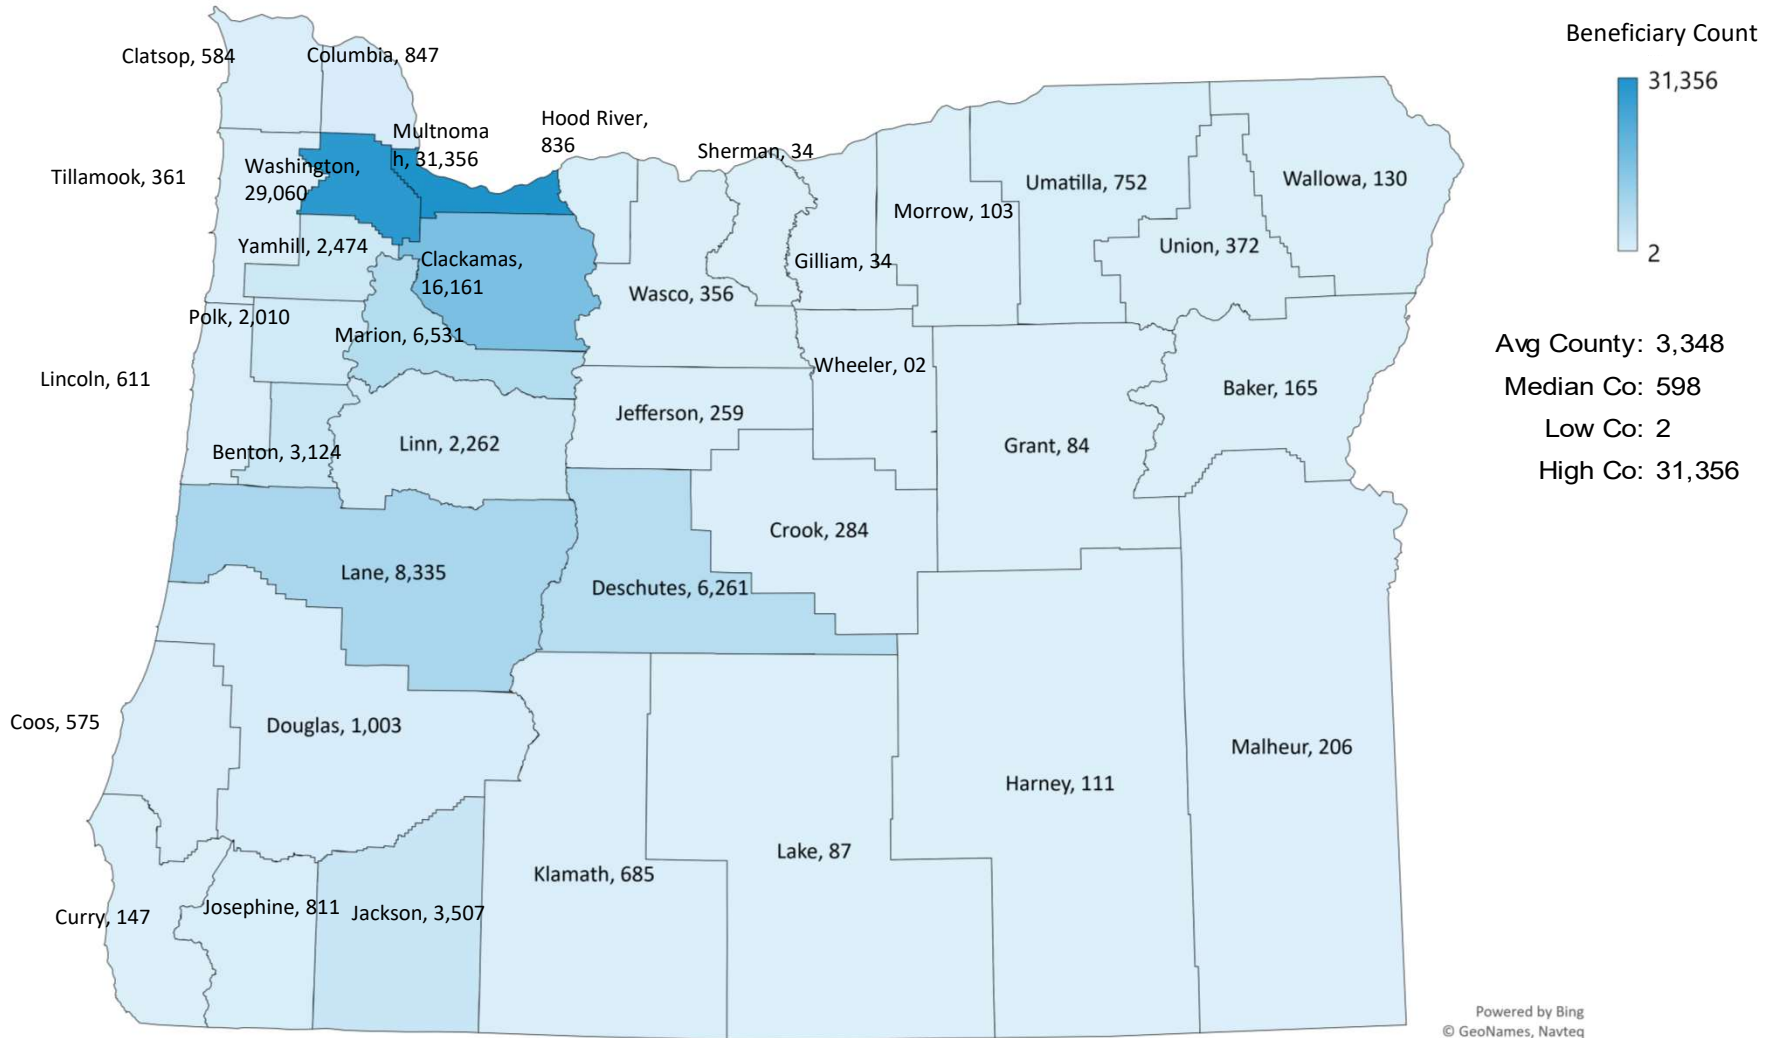 Beneficiary Count
31,356
2
Avg County: 3,348
Median Co: 598
Low Co: 2
High Co: 31,356
Clatsop, 584
Columbia, 847
Hood River,
836
Multnoma
h, 31,356
Sherman, 34
Washington,
29,060
Tillamook, 361
Umatilla, 752
Wallowa, 130
Morrow, 103
Yamhill, 2,474
Union, 372
Clackamas,
16,161
Gilliam, 34
Wasco, 356
Polk, 2,010
Marion, 6,531
Wheeler, 02
Lincoln, 611
Baker, 165
Jefferson, 259
Benton, 3,124
Linn, 2,262
Grant, 84
Crook, 284
Lane, 8,335
Deschutes, 6,261
Coos, 575
Douglas, 1,003
Malheur, 206
Harney, 111
Lake, 87
Klamath, 685
Curry, 147
Josephine, 811
Jackson, 3,507
Powered by Bing
© GeoNames, Navteq